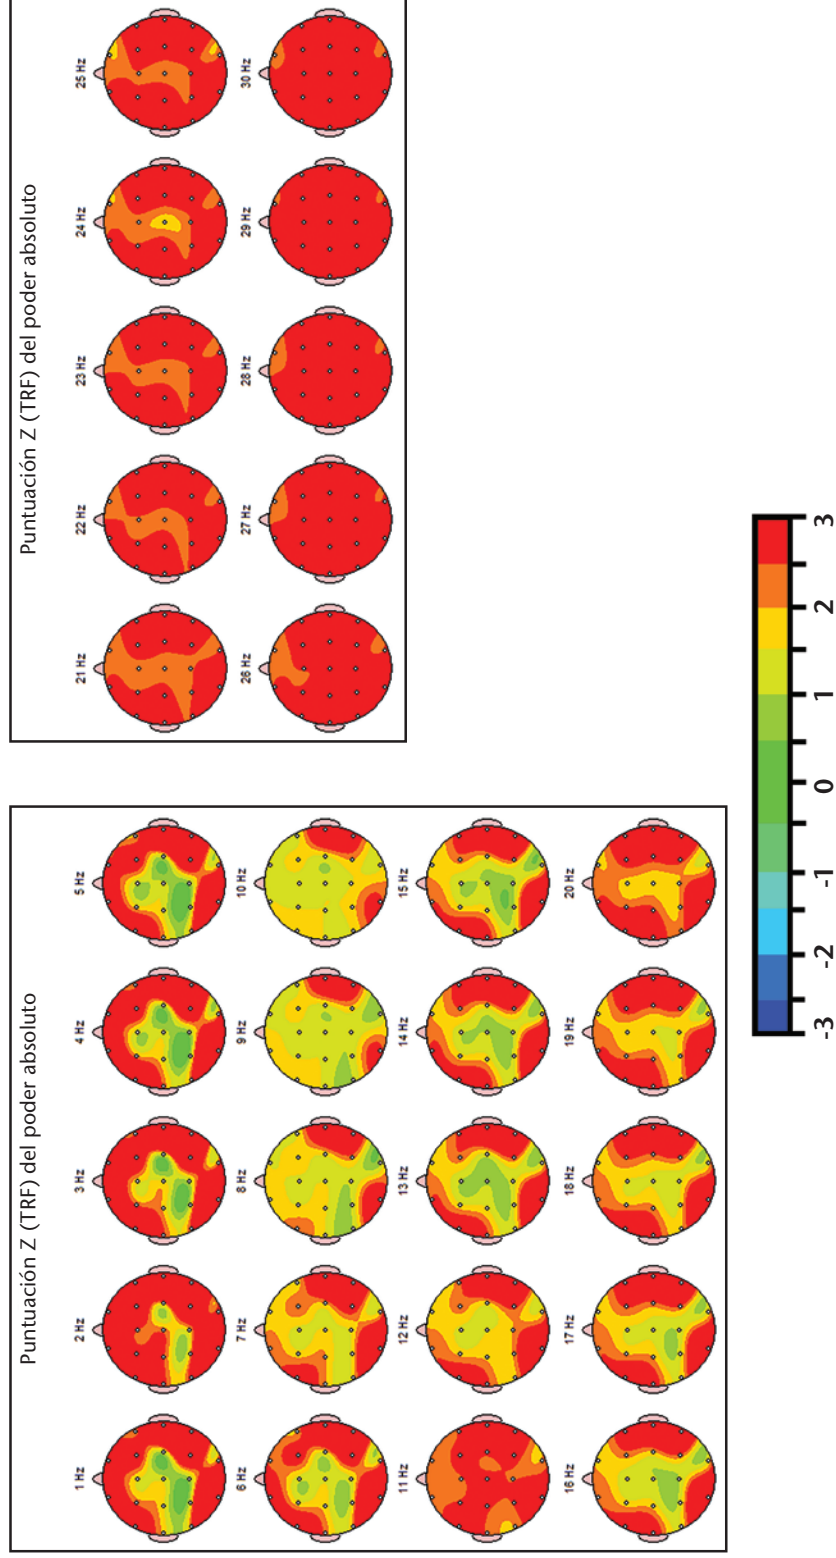 Puntuación Z (TRF) del poder absoluto
1 Hz 2 Hz 3 Hz 4 Hz 5 Hz
6 Hz 7 Hz 8 Hz 9 Hz 10 Hz
11 Hz 12 Hz 13 Hz 14 Hz 15 Hz
16 Hz 17 Hz 18 Hz 19 Hz 20 Hz
Puntuación Z (TRF) del poder absoluto
21 Hz 22 Hz 23 Hz 24 Hz 25 Hz
26 Hz 27 Hz 28 Hz 29 Hz 30 Hz
-3 -2 -1 0 1 2 3